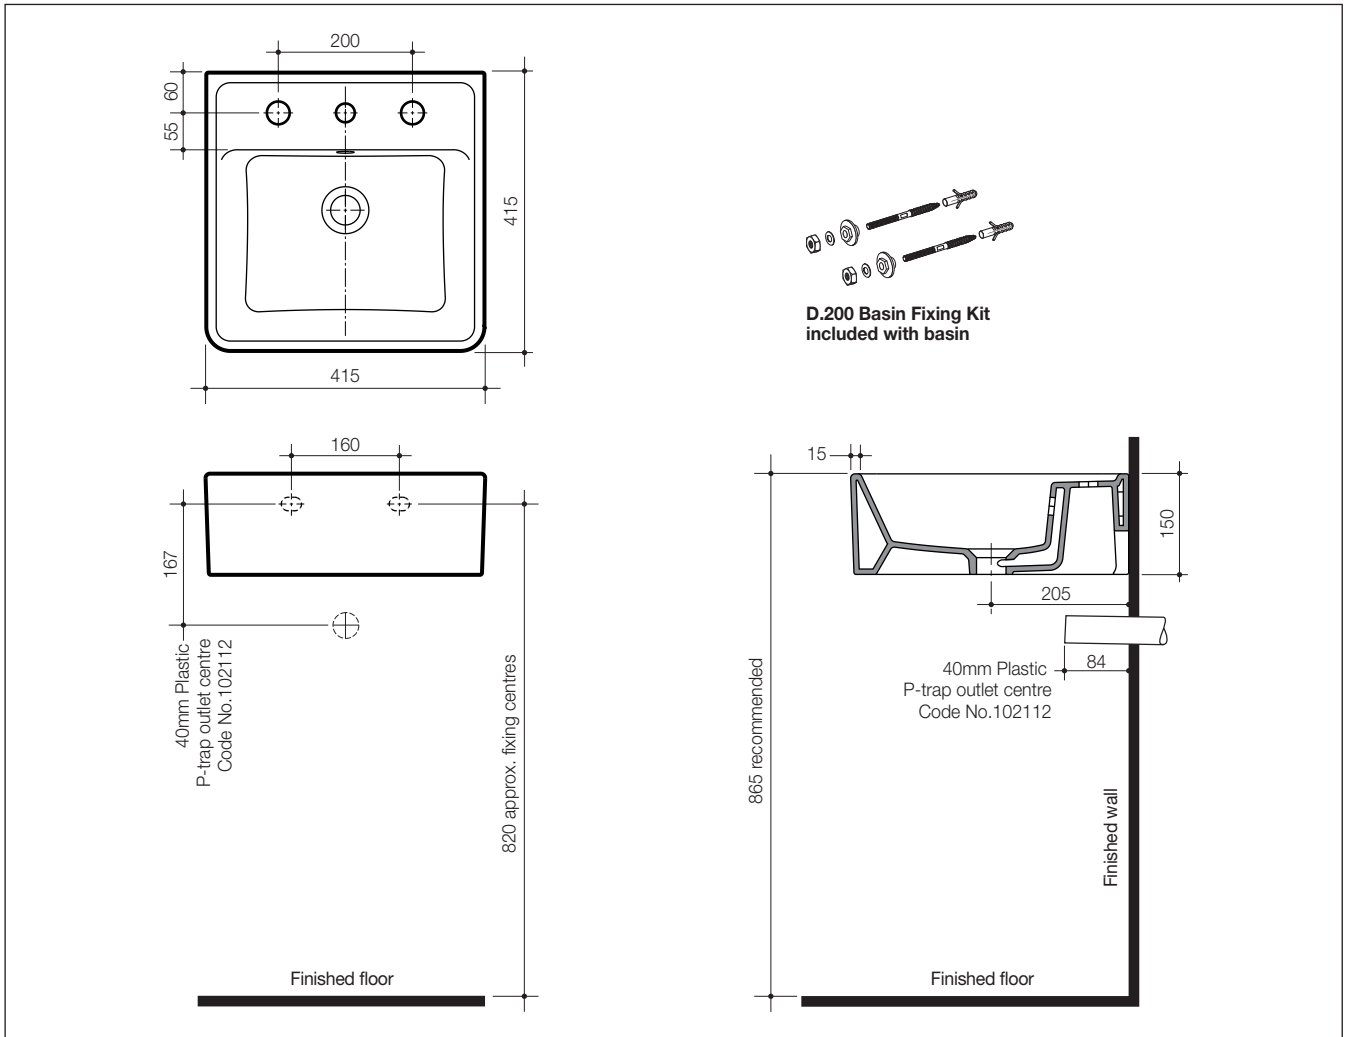 200
60
55
415
415
D.200 Basin Fixing Kit
included with basin
160
167
40mm Plastic
P-trap outlet centre
Code No.102112
820 approx. fixing centres
Finished floor
15
150
205
84
40mm Plastic
P-trap outlet centre
Code No.102112
865 recommended
Finished wall
Finished floor